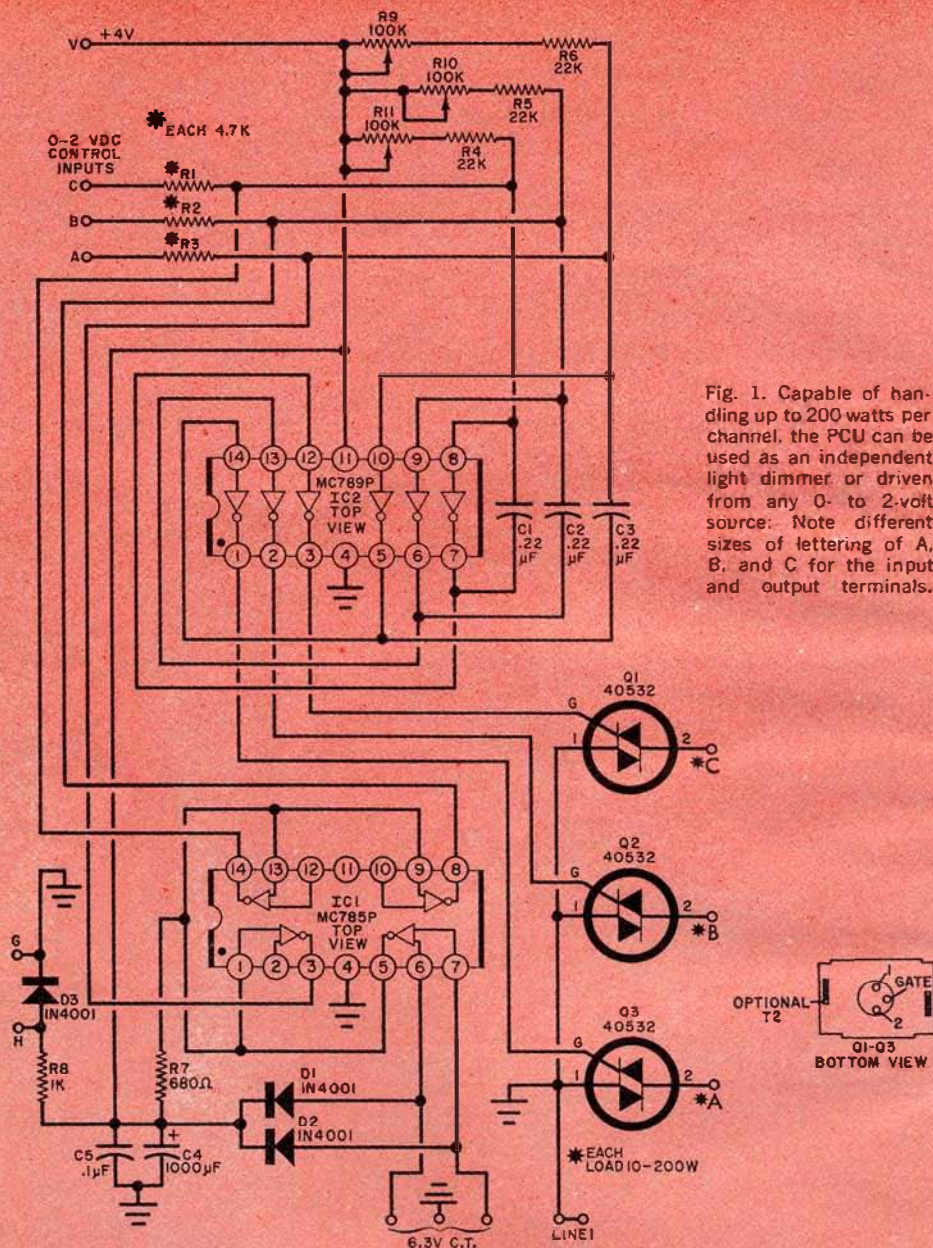 V
+4V
R9
100K
R6
22K
R10
100K
R5
22K
R11
100K
R4
22K
✱ EACH 4.7K
0-2 VDC
CONTROL
INPUTS
C
✱R1
B
✱R2
A
✱R3
14 13 12 11 10 9 8
MC789P
IC2
TOP
VIEW
1 2 3 4 5 6 7
C1
.22
µF
C2
.22
µF
C3
.22
µF
Fig. 1. Capable of han-
dling up to 200 watts per
channel, the PCU can be
used as an independent
light dimmer or driven
from any 0- to 2-volt
source: Note different
sizes of lettering of A,
B, and C for the input
and output terminals.
Q1
40532
G
1
2
✱C
Q2
40532
G
1
2
✱B
Q3
40532
G
1
2
✱A
✱ EACH
LOAD 10-200W
LINE 1
14 13 12 11 10 9 8
IC1
MC785P
TOP
VIEW
1 2 3 4 5 6 7
G
D3
1N4001
H
R8
1K
R7
680Ω
D1
1N4001
D2
1N4001
C5
.1µF
+
C4
1000µF
6.3V C.T.
OPTIONAL
T2
1
GATE
2
Q1-Q3
BOTTOM VIEW